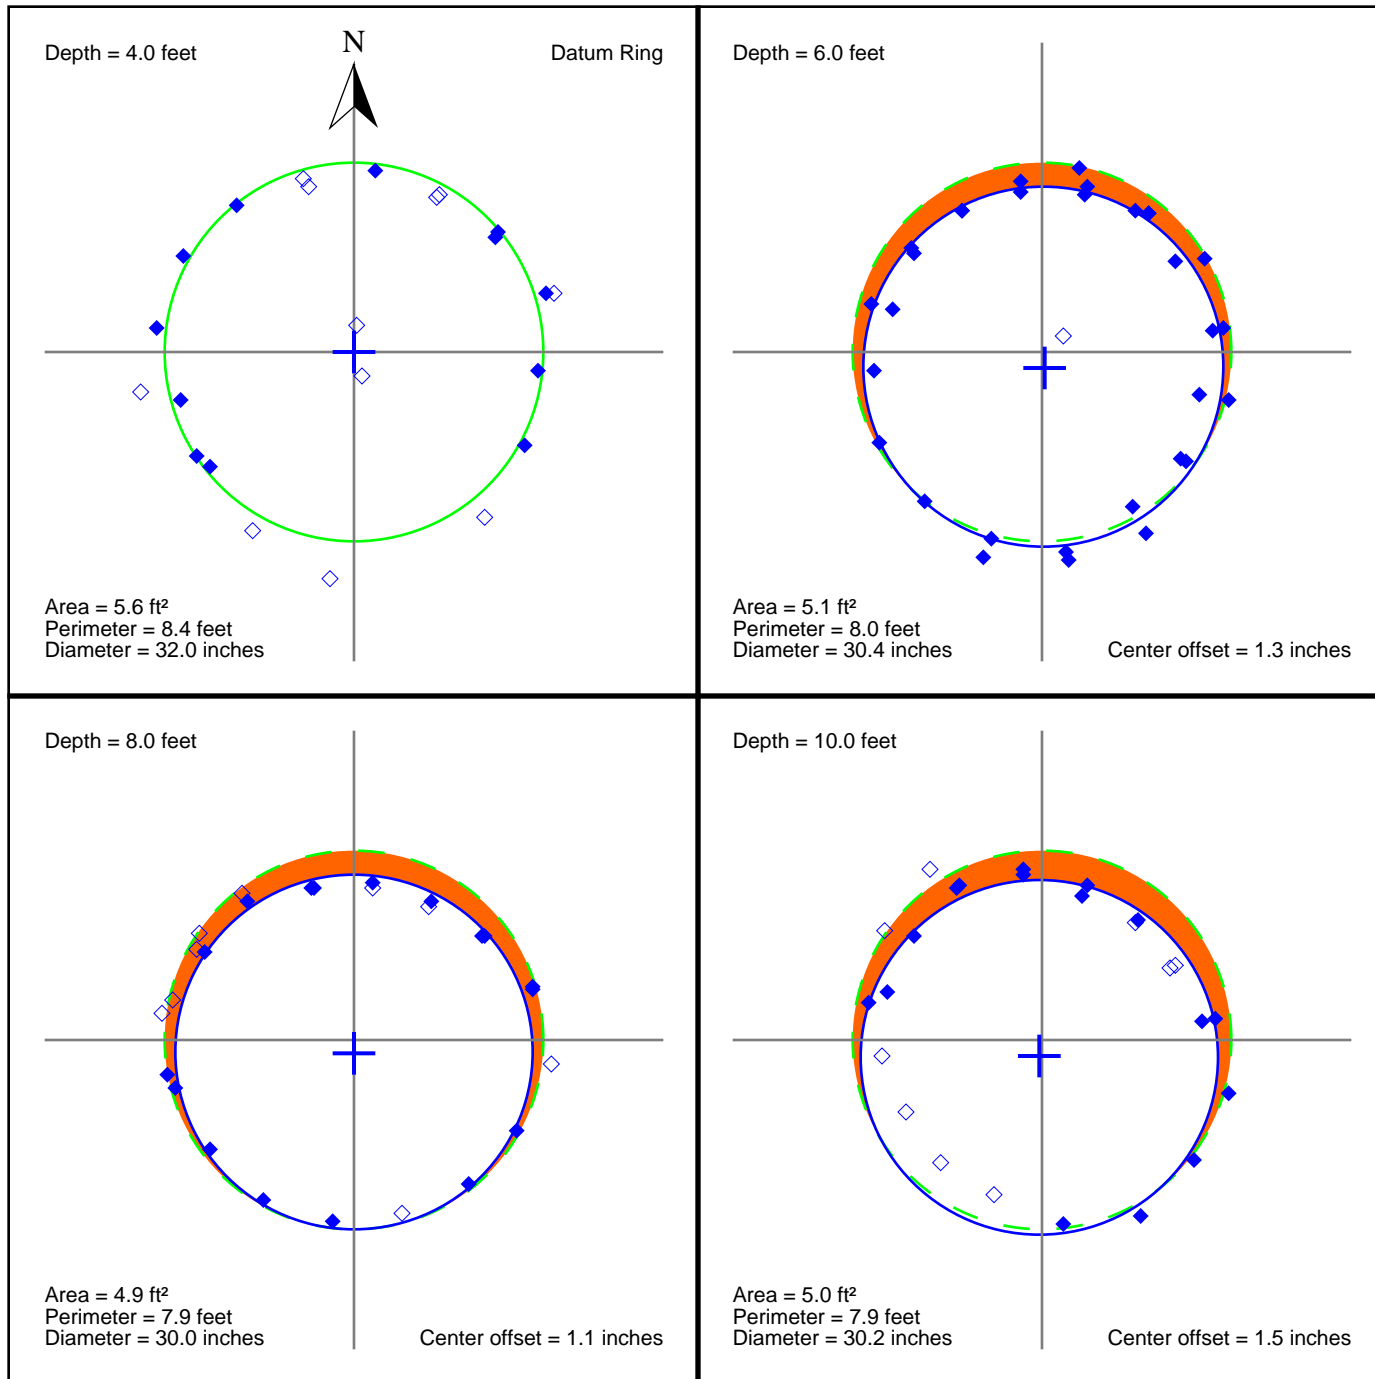 Depth = 4.0 feet
N
Datum Ring
Area = 5.6 ft²
Perimeter = 8.4 feet
Diameter = 32.0 inches
Depth = 6.0 feet
Area = 5.1 ft²
Perimeter = 8.0 feet
Diameter = 30.4 inches
Center offset = 1.3 inches
Depth = 8.0 feet
Area = 4.9 ft²
Perimeter = 7.9 feet
Diameter = 30.0 inches
Center offset = 1.1 inches
Depth = 10.0 feet
Area = 5.0 ft²
Perimeter = 7.9 feet
Diameter = 30.2 inches
Center offset = 1.5 inches